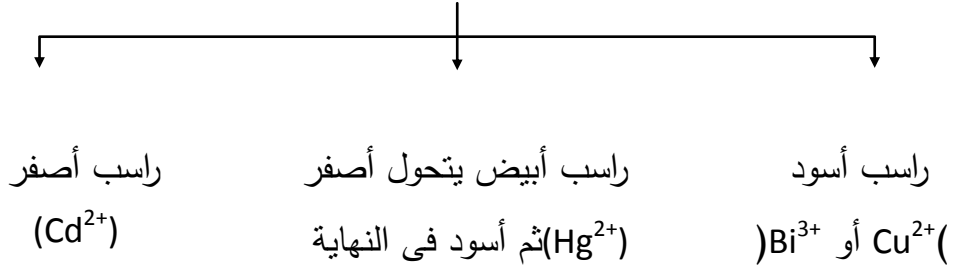 راسب أسود
)Cu²⁺ أو Bi³⁺(
راسب أبيض يتحول أصفر
(Hg²⁺)ثم أسود فى النهاية
راسب أصفر
(Cd²⁺)